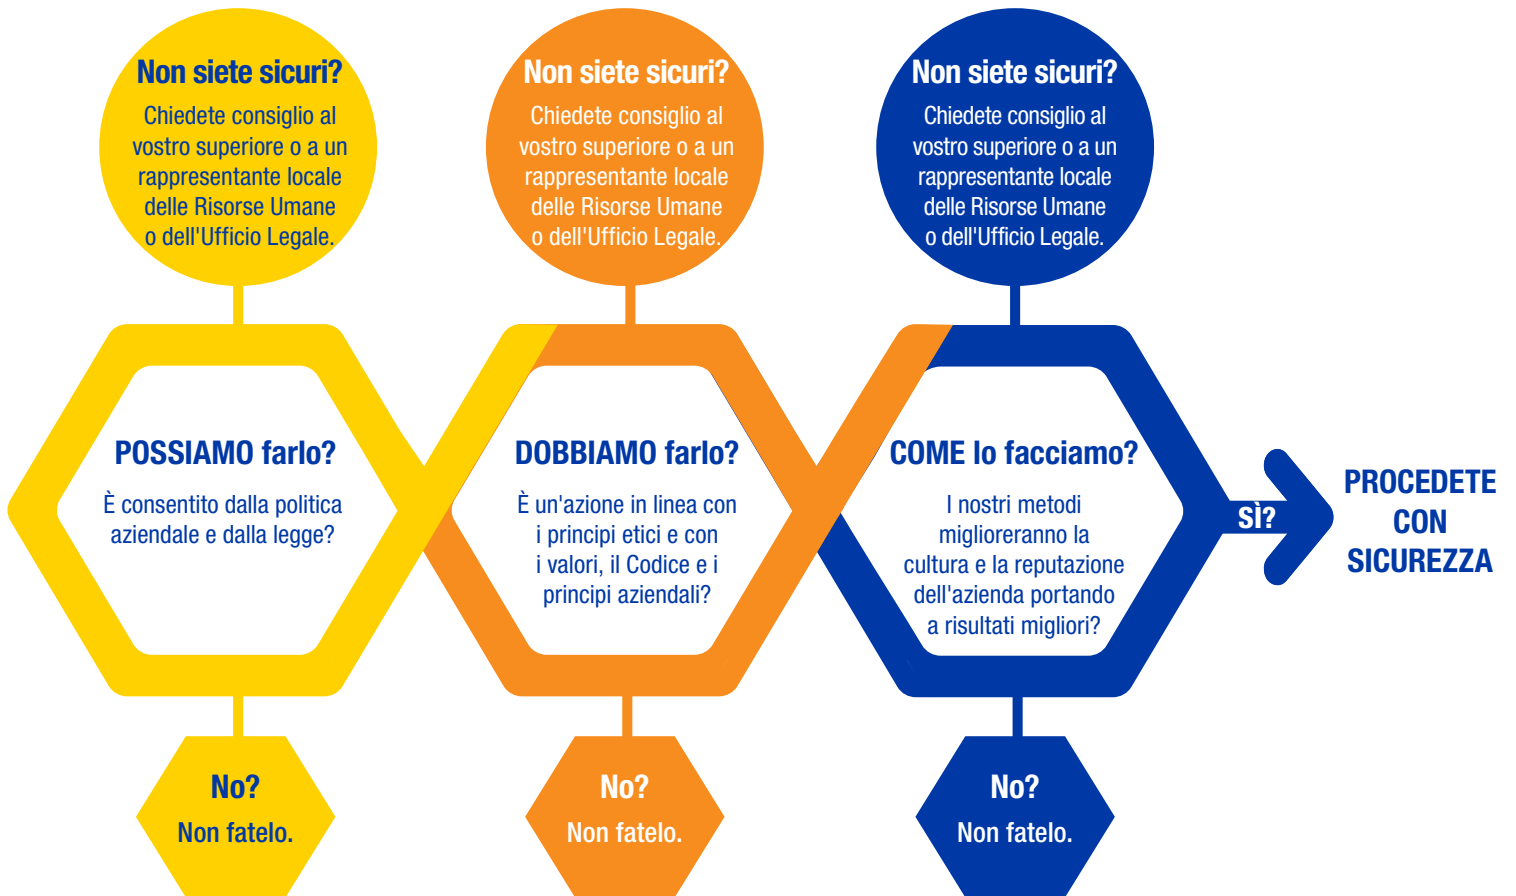 Non siete sicuri?
Chiedete consiglio al
vostro superiore o a un
rappresentante locale
delle Risorse Umane
o dell'Ufficio Legale.
Non siete sicuri?
Chiedete consiglio al
vostro superiore o a un
rappresentante locale
delle Risorse Umane
o dell'Ufficio Legale.
Non siete sicuri?
Chiedete consiglio al
vostro superiore o a un
rappresentante locale
delle Risorse Umane
o dell'Ufficio Legale.
POSSIAMO farlo?
È consentito dalla politica
aziendale e dalla legge?
DOBBIAMO farlo?
È un'azione in linea con
i principi etici e con
i valori, il Codice e i
principi aziendali?
COME lo facciamo?
I nostri metodi
miglioreranno la
cultura e la reputazione
dell'azienda portando
a risultati migliori?
SÌ?
PROCEDETE
CON
SICUREZZA
No?
Non fatelo.
No?
Non fatelo.
No?
Non fatelo.